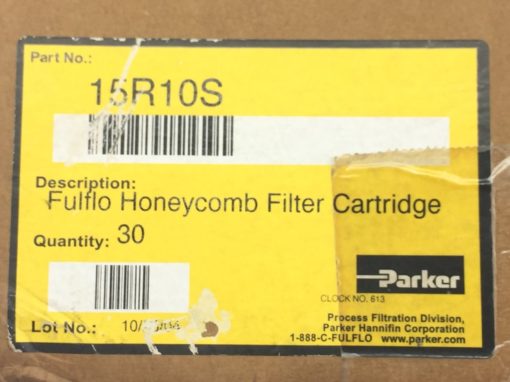 Part No.:
15R10S
Description:
Fulflo Honeycomb Filter Cartridge
Quantity: 30
Parker
CLOCK NO. 613
Lot No.:
Process Filtration Division,
Parker Hannifin Corporation
1-888-C-FULFLO www.parker.com